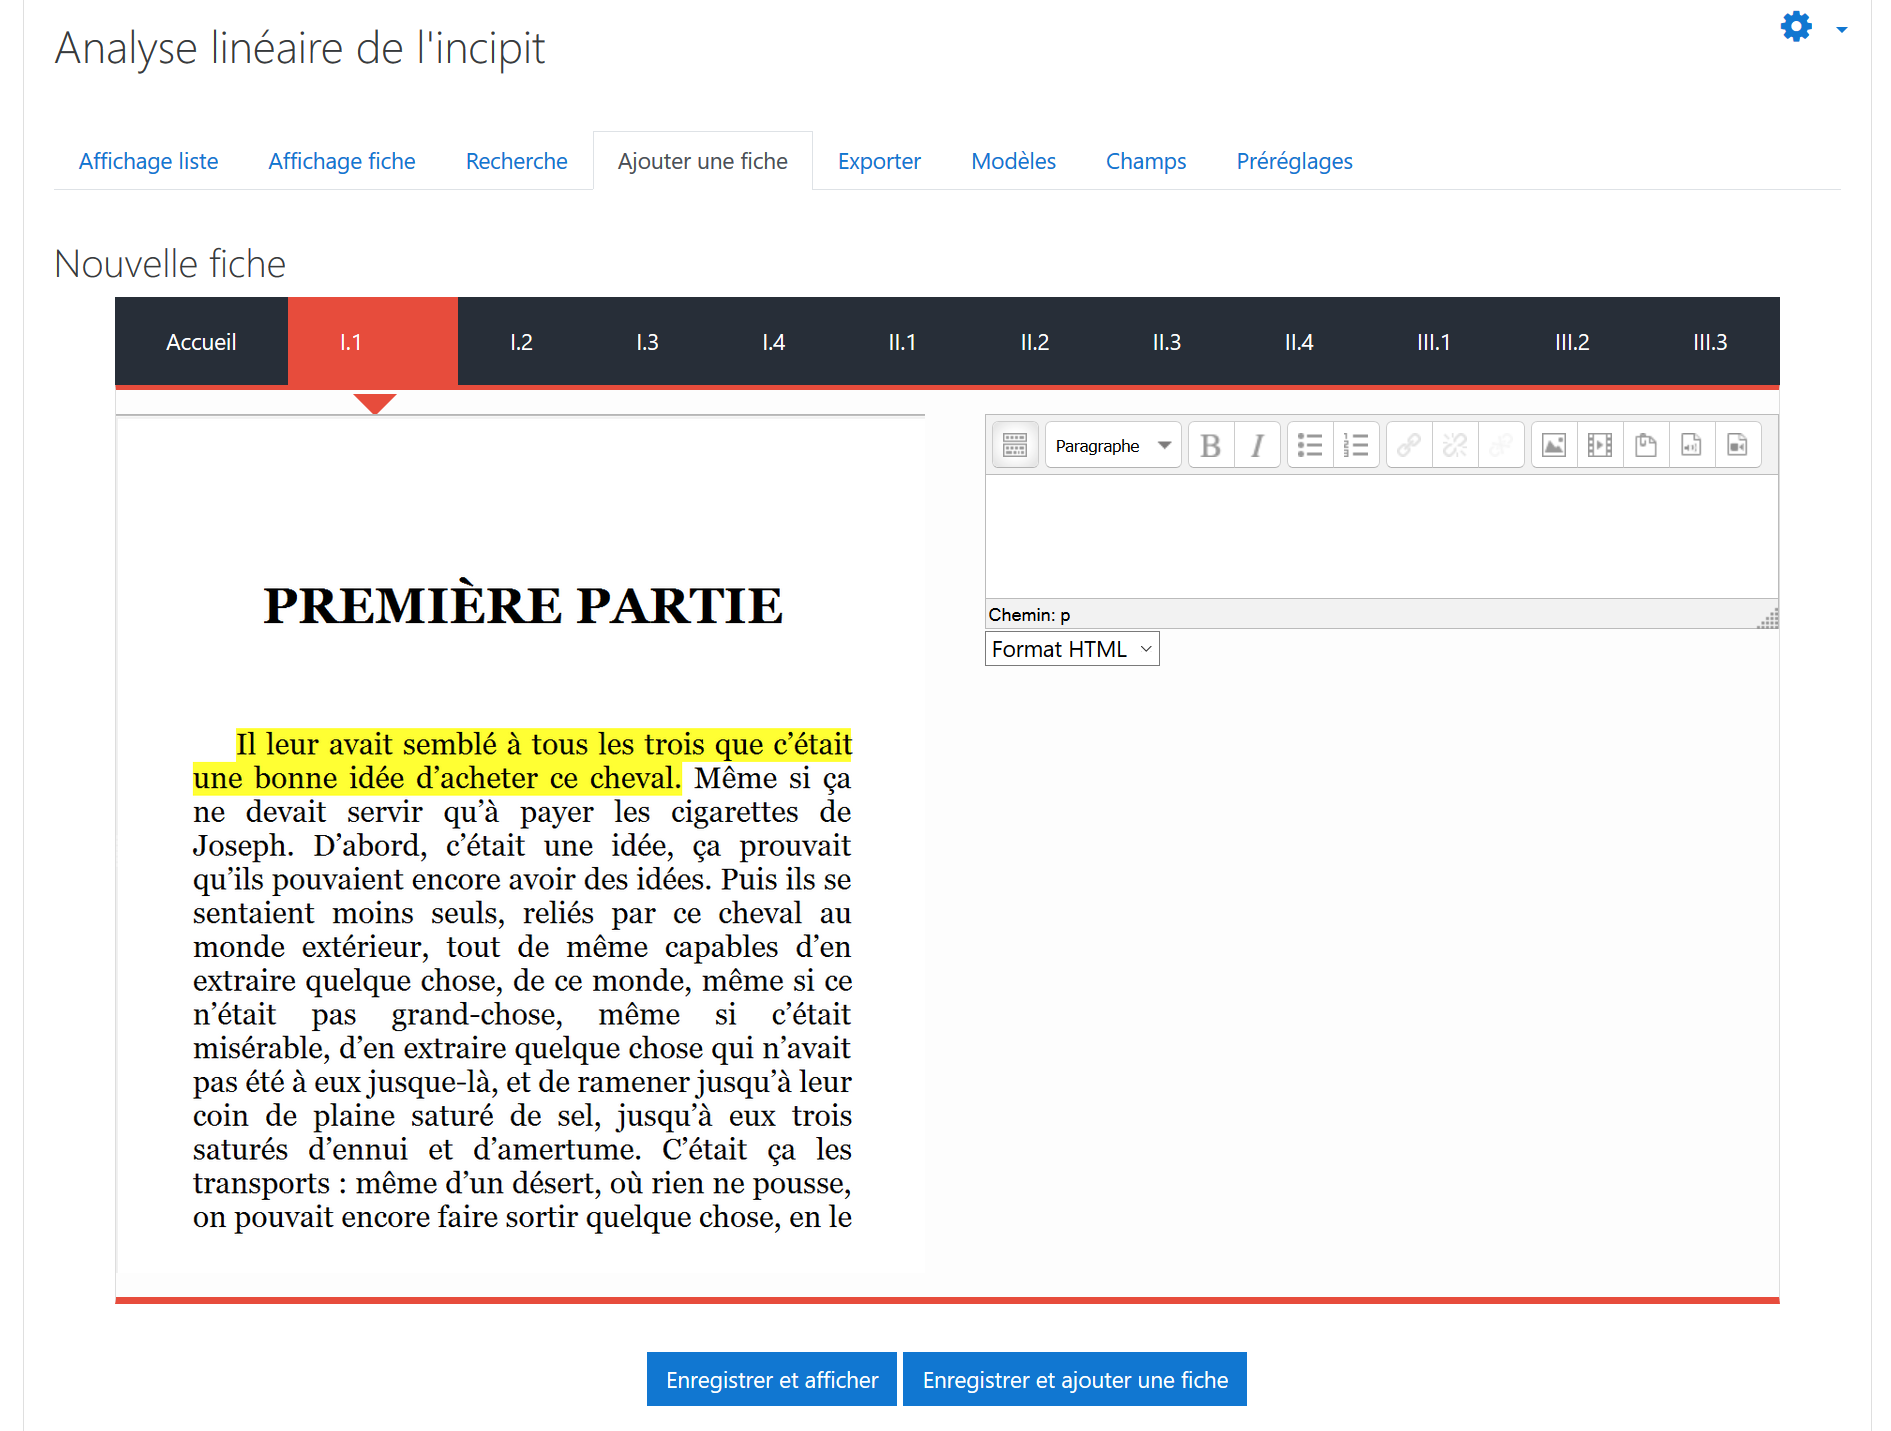 Analyse linéaire de l'incipit
Affichage liste Affichage fiche Recherche Ajouter une fiche Exporter Modèles Champs Préréglages
Nouvelle fiche
Accueil I.1 I.2 I.3 I.4 II.1 II.2 II.3 II.4 III.1 III.2 III.3
PREMIÈRE PARTIE
Il leur avait semblé à tous les trois que c’était
une bonne idée d’acheter ce cheval. Même si ça
ne devait servir qu’à payer les cigarettes de
Joseph. D’abord, c’était une idée, ça prouvait
qu’ils pouvaient encore avoir des idées. Puis ils se
sentaient moins seuls, reliés par ce cheval au
monde extérieur, tout de même capables d’en
extraire quelque chose, de ce monde, même si ce
n’était pas grand-chose, même si c’était
misérable, d’en extraire quelque chose qui n’avait
pas été à eux jusque-là, et de ramener jusqu’à leur
coin de plaine saturé de sel, jusqu’à eux trois
saturés d’ennui et d’amertume. C’était ça les
transports : même d’un désert, où rien ne pousse,
on pouvait encore faire sortir quelque chose, en le
Paragraphe B I
Chemin: p
Format HTML
Enregistrer et afficher Enregistrer et ajouter une fiche